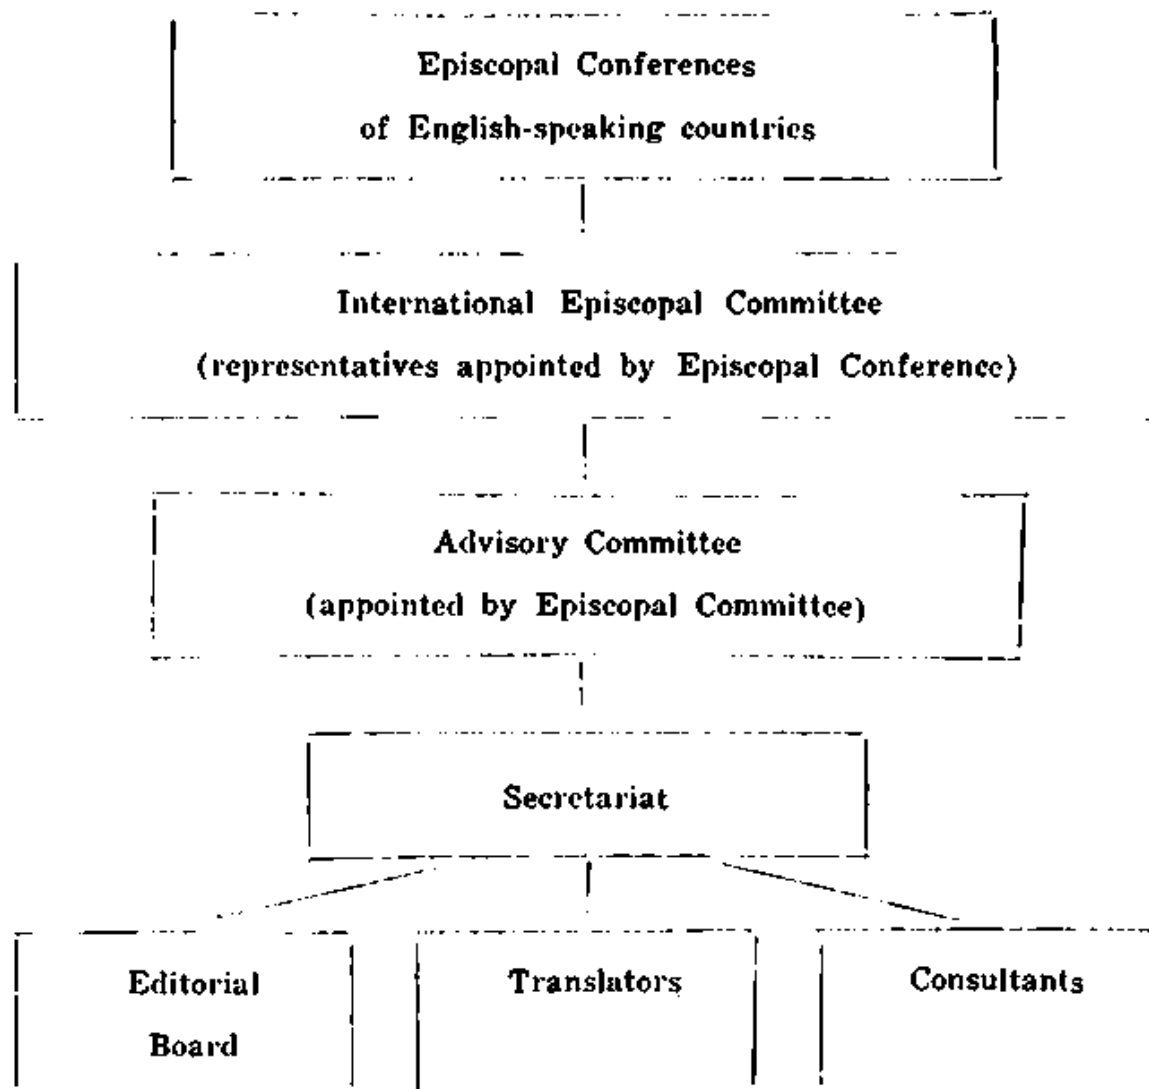 Episcopal Conferences
of English-speaking countries
International Episcopal Committee
(representatives appointed by Episcopal Conference)
Advisory Committee
(appointed by Episcopal Committee)
Secretariat
Editorial
Board
Translators
Consultants